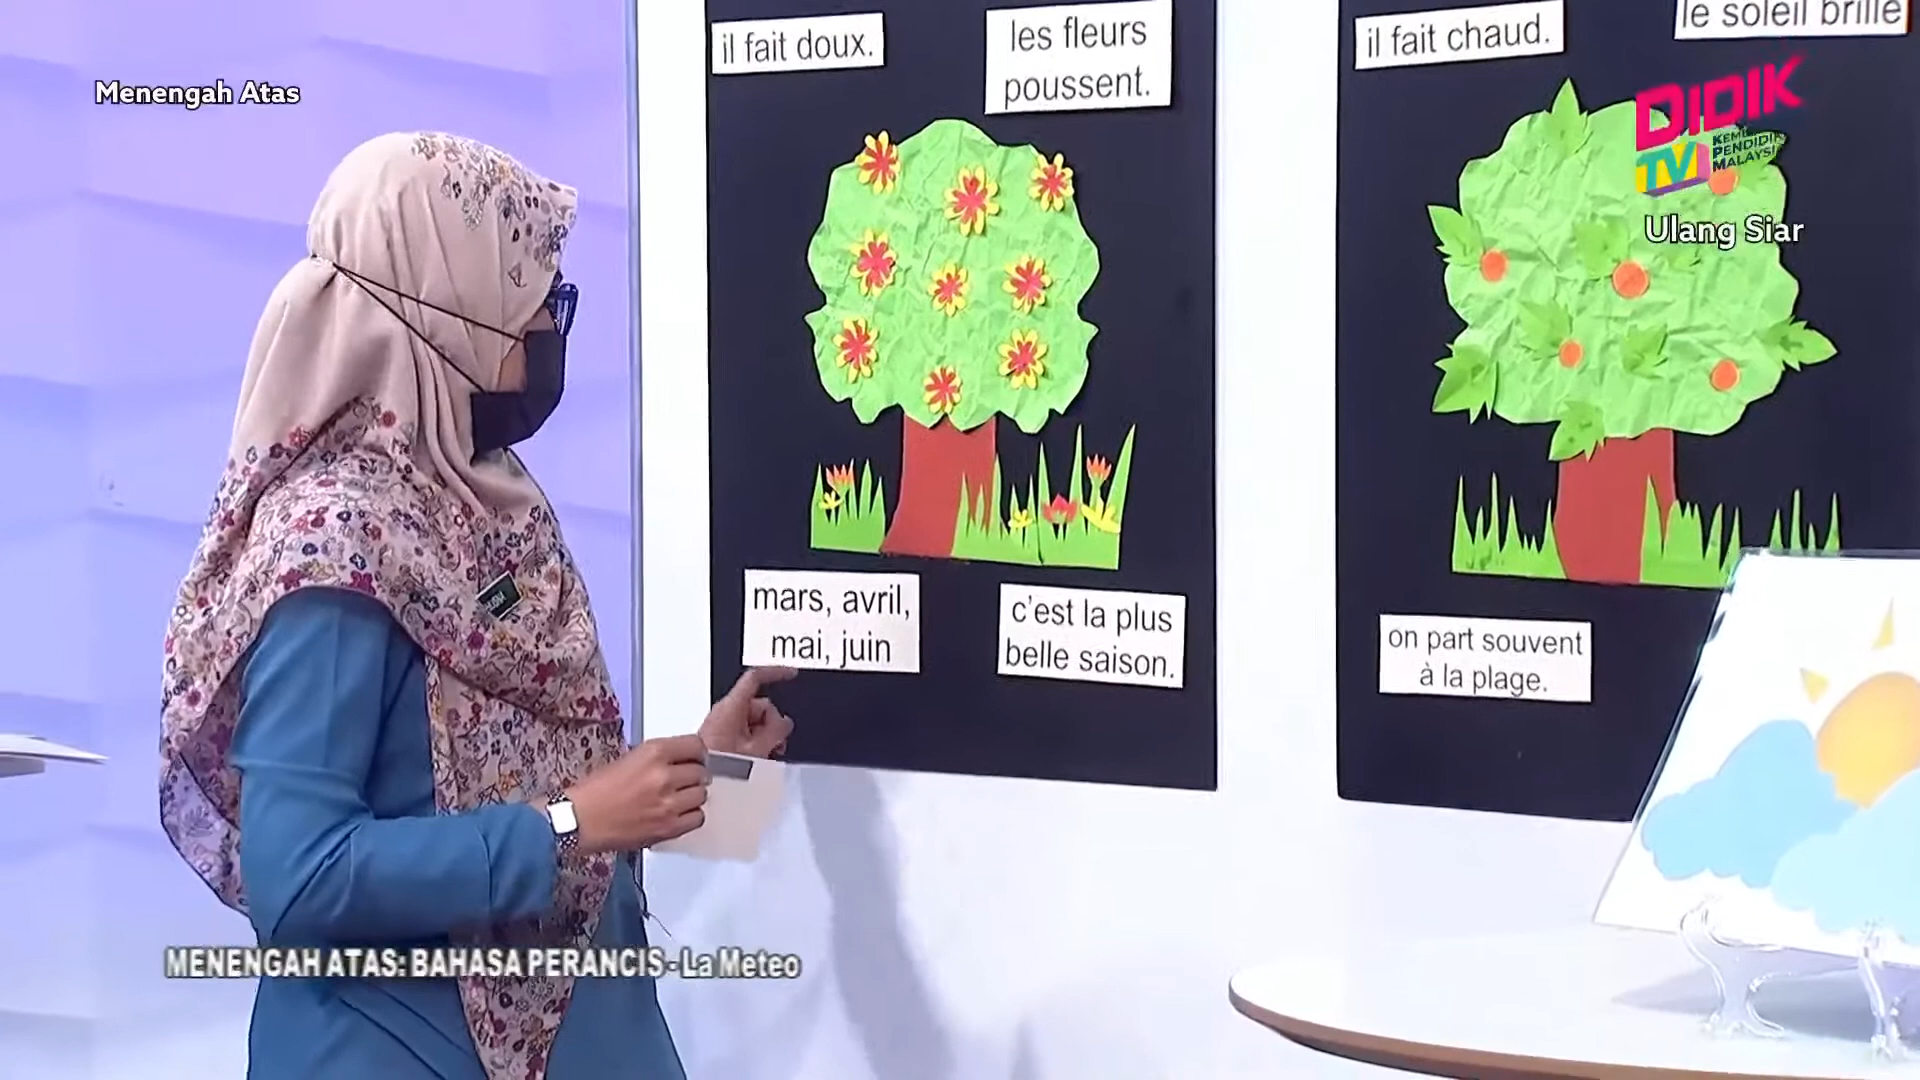 Menengah Atas
il fait doux.
les fleurs
poussent.
mars, avril,
mai, juin
c'est la plus
belle saison.
il fait chaud.
le soleil brille
on part souvent
à la plage.
DIDIK
TV
PENDIDIK
MALAYSI
Ulang Siar
MENENGAH ATAS: BAHASA PERANCIS - La Meteo